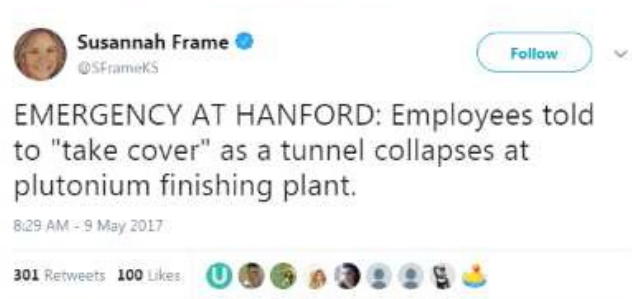 Susannah Frame
@SFrameK5
Follow
EMERGENCY AT HANFORD: Employees told
to "take cover" as a tunnel collapses at
plutonium finishing plant.
8:29 AM - 9 May 2017
301 Retweets 100 Likes